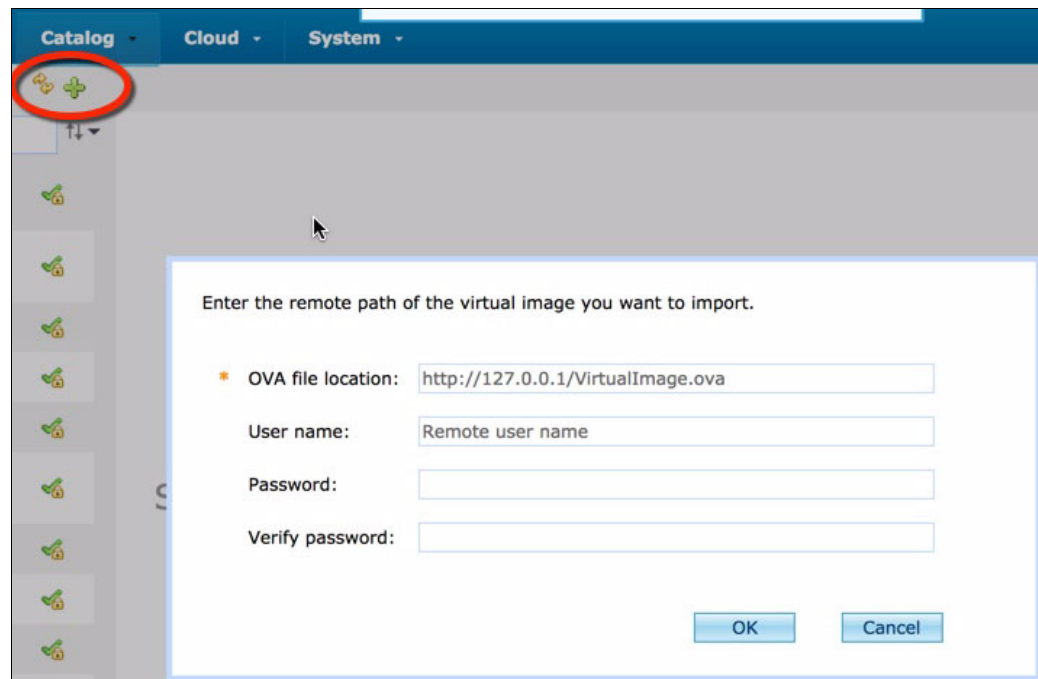 Catalog Cloud System
Enter the remote path of the virtual image you want to import.
* OVA file location: http://127.0.0.1/VirtualImage.ova
User name: Remote user name
Password:
Verify password:
OK Cancel